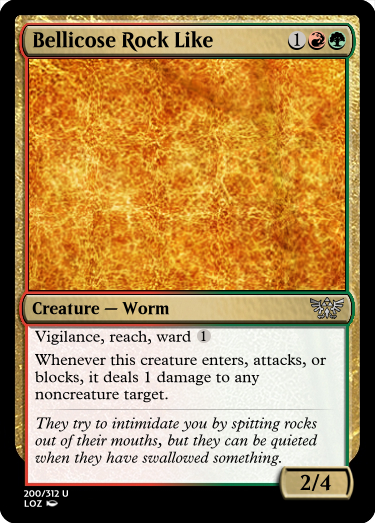 Bellicose Rock Like 1
Creature — Worm
Vigilance, reach, ward 1
Whenever this creature enters, attacks, or
blocks, it deals 1 damage to any
noncreature target.
They try to intimidate you by spitting rocks
out of their mouths, but they can be quieted
when they have swallowed something.
2/4
200/312 U
LOZ